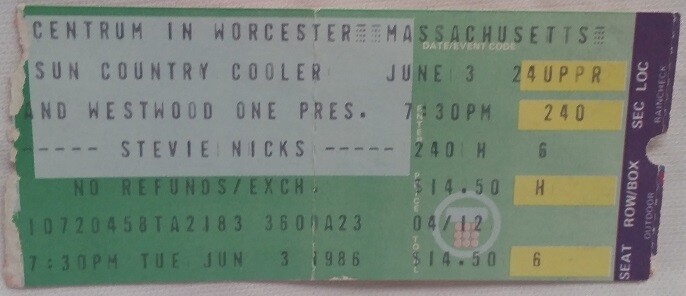 CENTRUM IN WORCESTER MASSACHUSETTS
DATE/EVENT CODE
SUN COUNTRY COOLER JUNE 3 24UPPR
AND WESTWOOD ONE PRES. 7:30PM 240
----- STEVIE NICKS ----- 240 H 6
NO REFUNDS/EXCH. $14.50 H
10720458TA2183 3600A23 04/12
7:30PM TUE JUN 3 1986 $14.50 6
SEAT ROW/BOX SEC LOC
OUTDOOR RAINCHECK